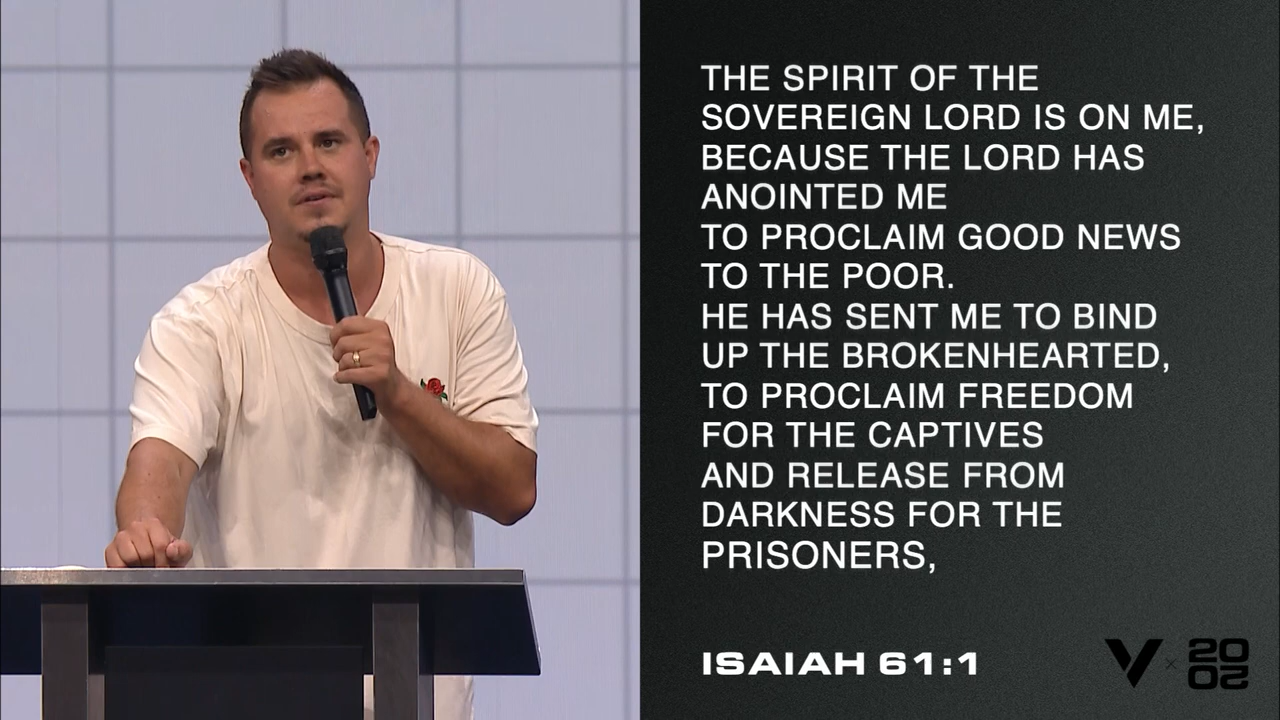 THE SPIRIT OF THE
SOVEREIGN LORD IS ON ME,
BECAUSE THE LORD HAS
ANOINTED ME
TO PROCLAIM GOOD NEWS
TO THE POOR.
HE HAS SENT ME TO BIND
UP THE BROKENHEARTED,
TO PROCLAIM FREEDOM
FOR THE CAPTIVES
AND RELEASE FROM
DARKNESS FOR THE
PRISONERS,
ISAIAH 61:1
V × 20
02